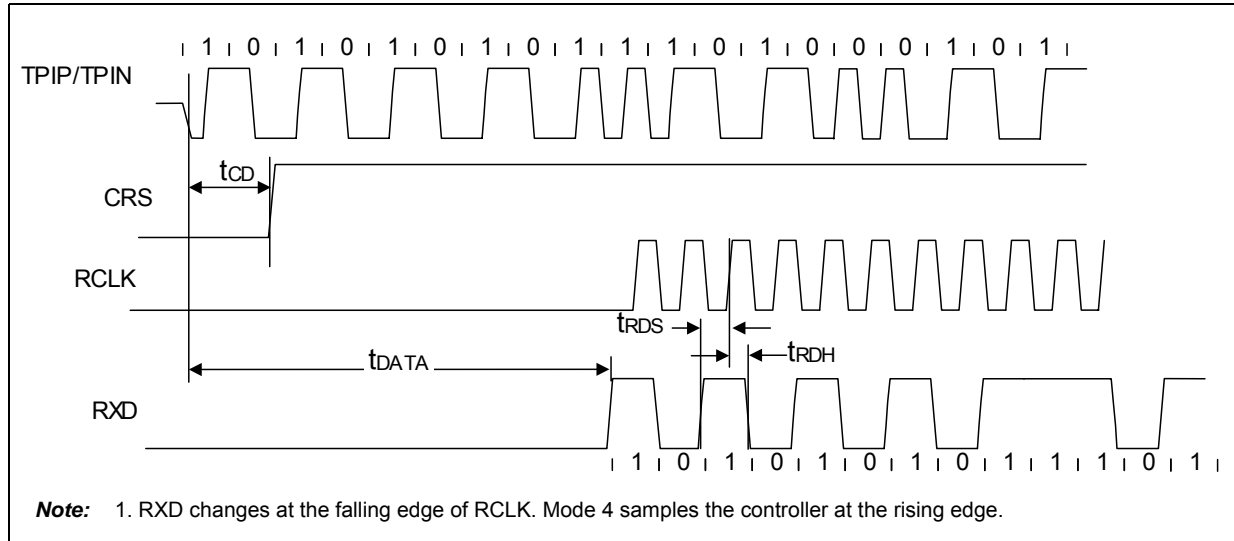 1 0 1 0 1 0 1 0 1 1 1 0 1 0 0 0 1 0 1
TPIP/TPIN
tCD
CRS
RCLK
tRDS
tRDH
tDATA
RXD
1 0 1 0 1 0 1 0 1 1 1 0 1
Note: 1. RXD changes at the falling edge of RCLK. Mode 4 samples the controller at the rising edge.